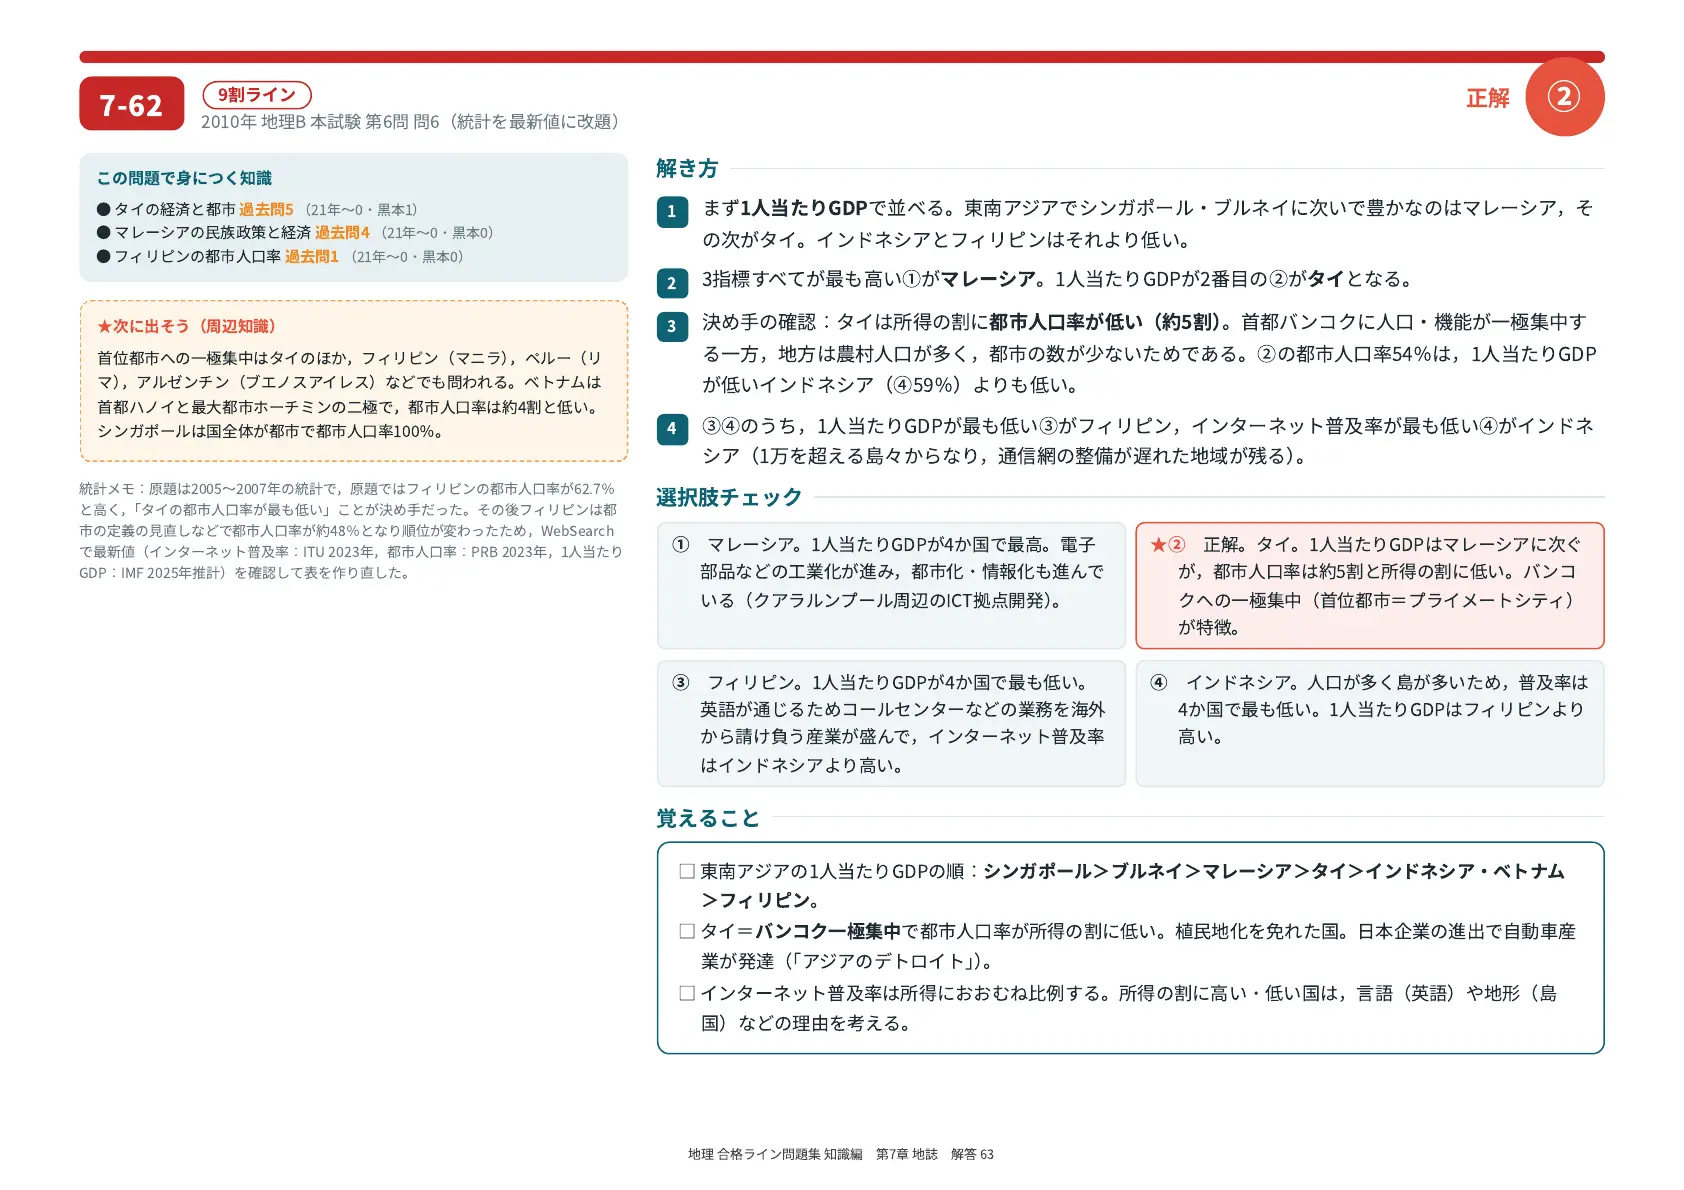 7-62
9割ライン
2010年 地理B 本試験 第6問 問6（統計を最新値に改題）
正解 ②
この問題で身につく知識
● タイの経済と都市 過去問5 （21年〜0・黒本1）
● マレーシアの民族政策と経済 過去問4 （21年〜0・黒本0）
● フィリピンの都市人口率 過去問1 （21年〜0・黒本0）
★次に出そう（周辺知識）
首位都市への一極集中はタイのほか，フィリピン（マニラ），ペルー（リ
マ），アルゼンチン（ブエノスアイレス）などでも問われる。ベトナムは
首都ハノイと最大都市ホーチミンの二極で，都市人口率は約4割と低い。
シンガポールは国全体が都市で都市人口率100％。
統計メモ：原題は2005〜2007年の統計で，原題ではフィリピンの都市人口率が62.7％
と高く，「タイの都市人口率が最も低い」ことが決め手だった。その後フィリピンは都
市の定義の見直しなどで都市人口率が約48％となり順位が変わったため，WebSearch
で最新値（インターネット普及率：ITU 2023年，都市人口率：PRB 2023年，1人当たり
GDP：IMF 2025年推計）を確認して表を作り直した。
解き方
1 まず1人当たりGDPで並べる。東南アジアでシンガポール・ブルネイに次いで豊かなのはマレーシア，そ
の次がタイ。インドネシアとフィリピンはそれより低い。
2 3指標すべてが最も高い①がマレーシア。1人当たりGDPが2番目の②がタイとなる。
3 決め手の確認：タイは所得の割に都市人口率が低い（約5割）。首都バンコクに人口・機能が一極集中す
る一方，地方は農村人口が多く，都市の数が少ないためである。②の都市人口率54％は，1人当たりGDP
が低いインドネシア（④59％）よりも低い。
4 ③④のうち，1人当たりGDPが最も低い③がフィリピン，インターネット普及率が最も低い④がインドネ
シア（1万を超える島々からなり，通信網の整備が遅れた地域が残る）。
選択肢チェック
① マレーシア。1人当たりGDPが4か国で最高。電子
部品などの工業化が進み，都市化・情報化も進んで
いる（クアラルンプール周辺のICT拠点開発）。
★② 正解。タイ。1人当たりGDPはマレーシアに次ぐ
が，都市人口率は約5割と所得の割に低い。バンコ
クへの一極集中（首位都市＝プライメートシティ）
が特徴。
③ フィリピン。1人当たりGDPが4か国で最も低い。
英語が通じるためコールセンターなどの業務を海外
から請け負う産業が盛んで，インターネット普及率
はインドネシアより高い。
④ インドネシア。人口が多く島が多いため，普及率は
4か国で最も低い。1人当たりGDPはフィリピンより
高い。
覚えること
□ 東南アジアの1人当たりGDPの順：シンガポール＞ブルネイ＞マレーシア＞タイ＞インドネシア・ベトナム
＞フィリピン。
□ タイ＝バンコク一極集中で都市人口率が所得の割に低い。植民地化を免れた国。日本企業の進出で自動車産
業が発達（「アジアのデトロイト」）。
□ インターネット普及率は所得におおむね比例する。所得の割に高い・低い国は，言語（英語）や地形（島
国）などの理由を考える。
地理 合格ライン問題集 知識編 第7章 地誌 解答 63